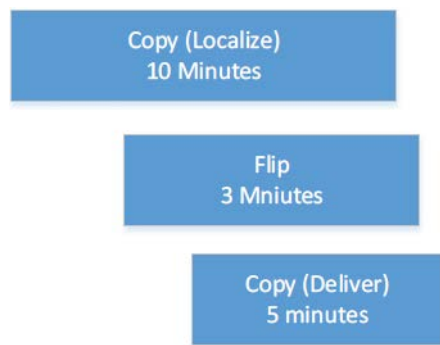 Copy (Localize)
10 Minutes
Flip
3 Mniutes
Copy (Deliver)
5 minutes